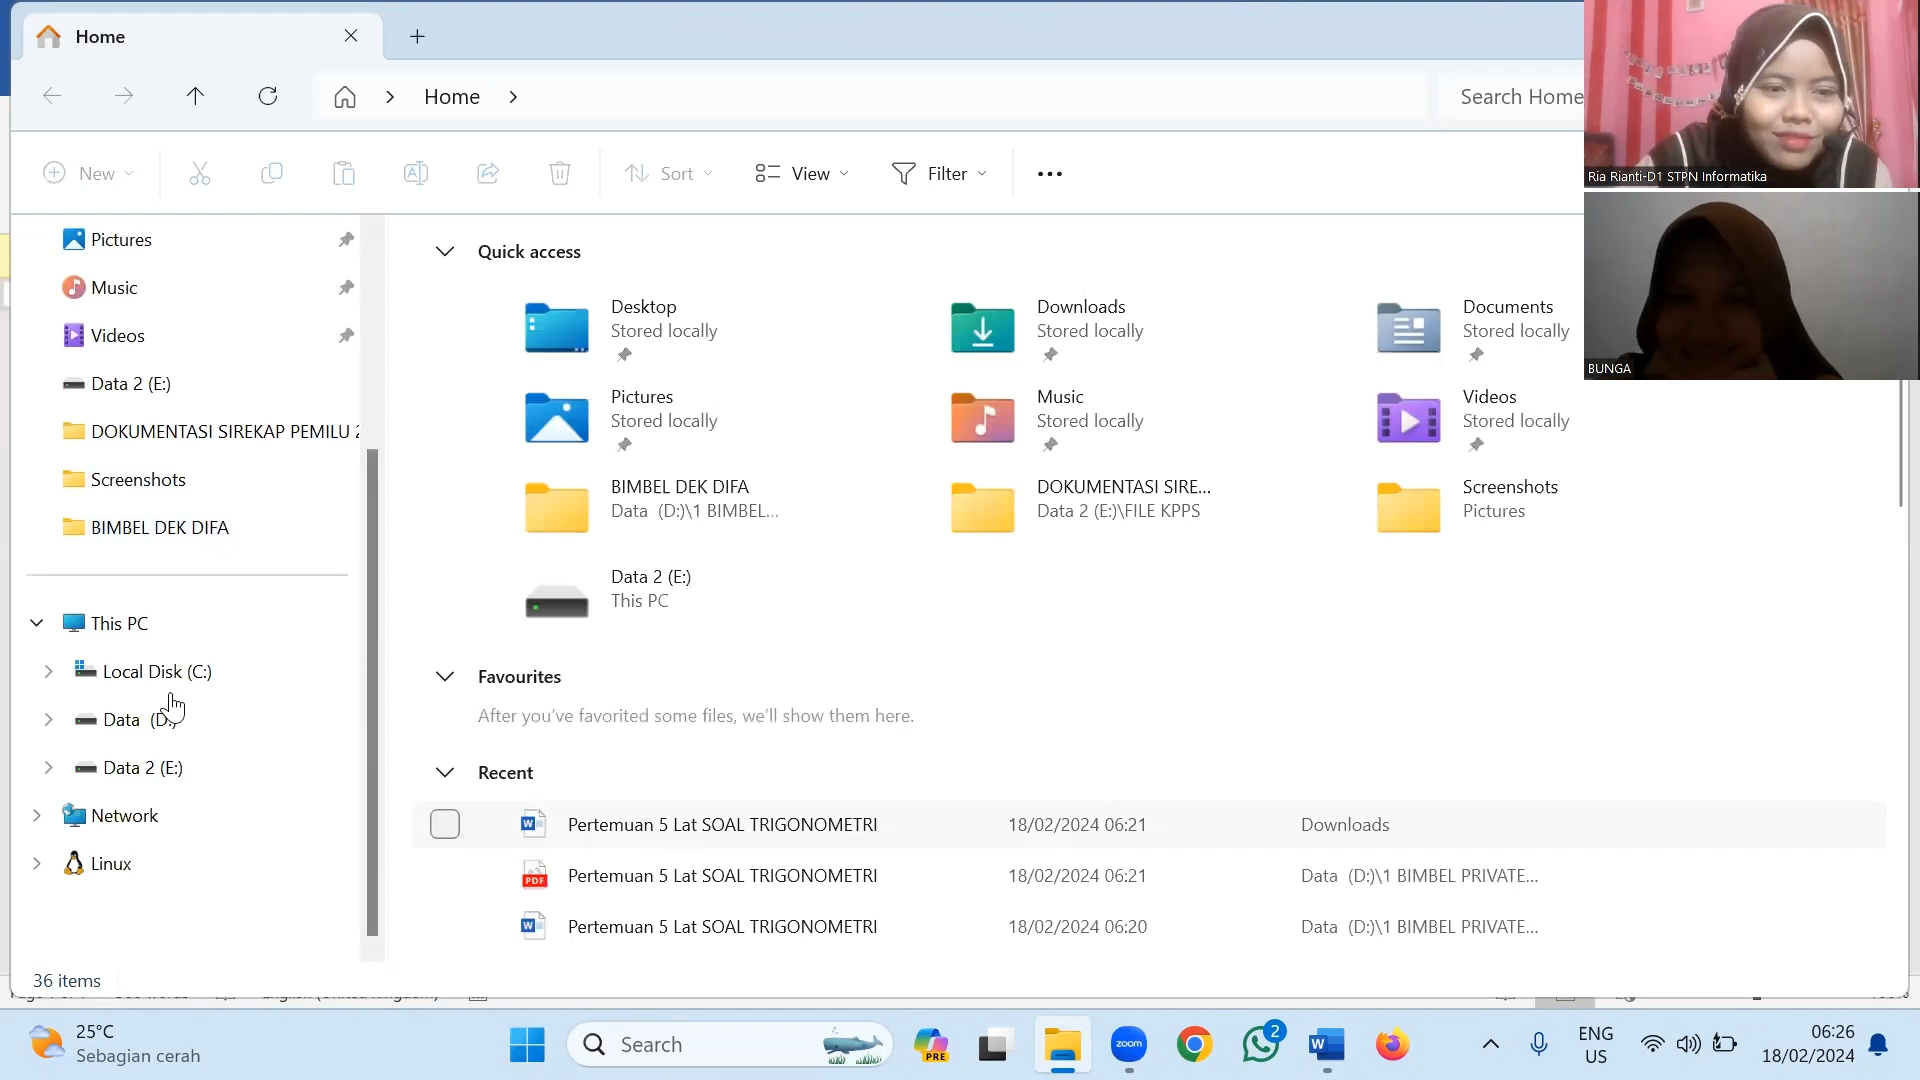 Home
Home
Search Home
New
Sort
View
Filter
Pictures
Music
Videos
Data 2 (E:)
DOKUMENTASI SIREKAP PEMILU 2
Screenshots
BIMBEL DEK DIFA
This PC
Local Disk (C:)
Data (D:)
Data 2 (E:)
Network
Linux
36 items
Quick access
Desktop
Stored locally
Downloads
Stored locally
Documents
Stored locally
Pictures
Stored locally
Music
Stored locally
Videos
Stored locally
BIMBEL DEK DIFA
Data (D:)\1 BIMBEL...
DOKUMENTASI SIRE...
Data 2 (E:)\FILE KPPS
Screenshots
Pictures
Data 2 (E:)
This PC
Favourites
After you've favorited some files, we'll show them here.
Recent
Pertemuan 5 Lat SOAL TRIGONOMETRI 18/02/2024 06:21 Downloads
Pertemuan 5 Lat SOAL TRIGONOMETRI 18/02/2024 06:21 Data (D:)\1 BIMBEL PRIVATE...
Pertemuan 5 Lat SOAL TRIGONOMETRI 18/02/2024 06:20 Data (D:)\1 BIMBEL PRIVATE...
Ria Rianti-D1 STPN Informatika
BUNGA
25°C
Sebagian cerah
Search
PRE
zoom
2
ENG
US
06:26
18/02/2024